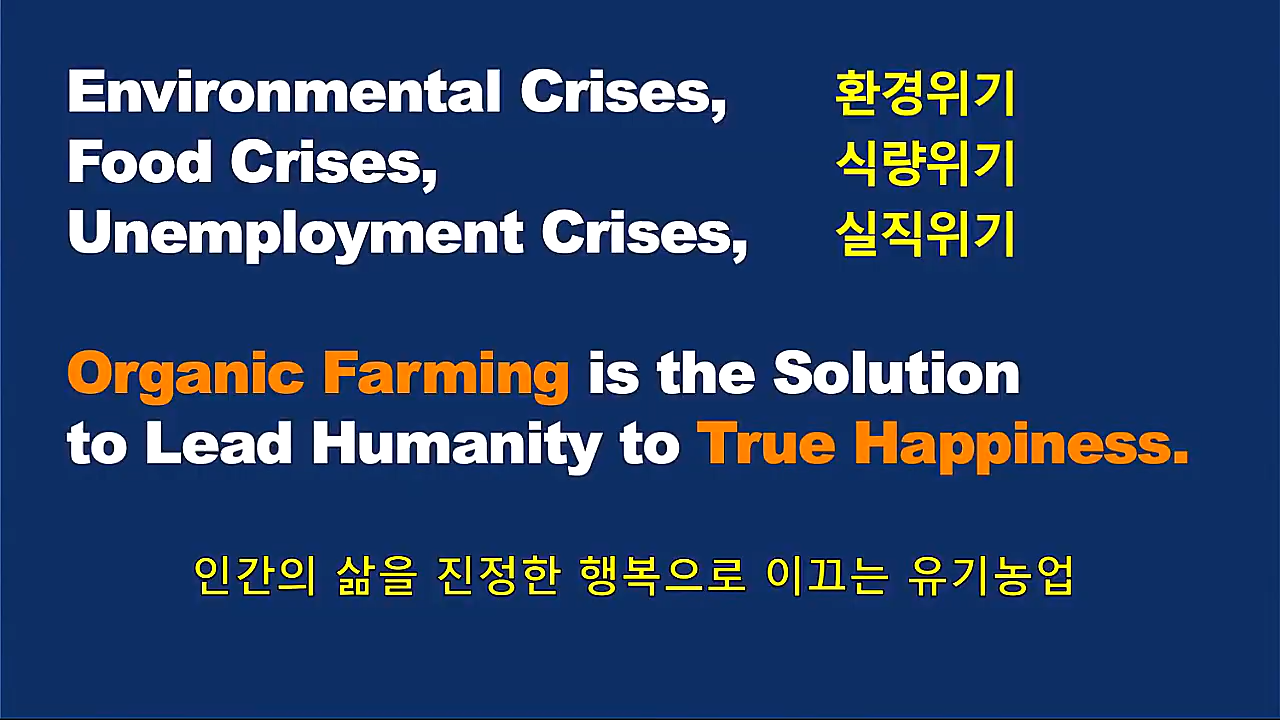 Environmental Crises, 환경위기
Food Crises, 식량위기
Unemployment Crises, 실직위기
Organic Farming is the Solution
to Lead Humanity to True Happiness.
인간의 삶을 진정한 행복으로 이끄는 유기농업